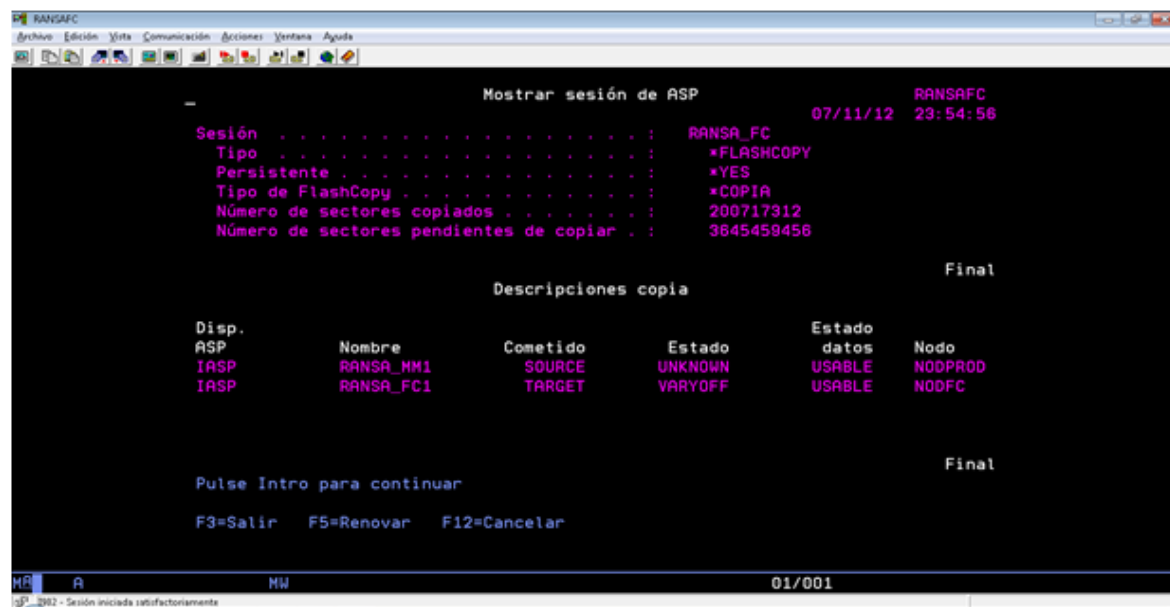 RANSAFC
Archivo Edición Vista Comunicación Acciones Ventana Ayuda
Mostrar sesión de ASP RANSAFC
07/11/12 23:54:56
Sesión . . . . . . . . . . . . . . . . . . : RANSA_FC
Tipo . . . . . . . . . . . . . . . . . : *FLASHCOPY
Persistente . . . . . . . . . . . . . . : *YES
Tipo de FlashCopy . . . . . . . . . . . : *COPIA
Número de sectores copiados . . . . . . . : 200717312
Número de sectores pendientes de copiar . : 3645459456
Final
Descripciones copia
Disp. Estado
ASP Nombre Cometido Estado datos Nodo
IASP RANSA_MM1 SOURCE UNKNOWN USABLE NODPROD
IASP RANSA_FC1 TARGET VARYOFF USABLE NODFC
Final
Pulse Intro para continuar
F3=Salir F5=Renovar F12=Cancelar
MA A MW 01/001
I902 - Sesión iniciada satisfactoriamente